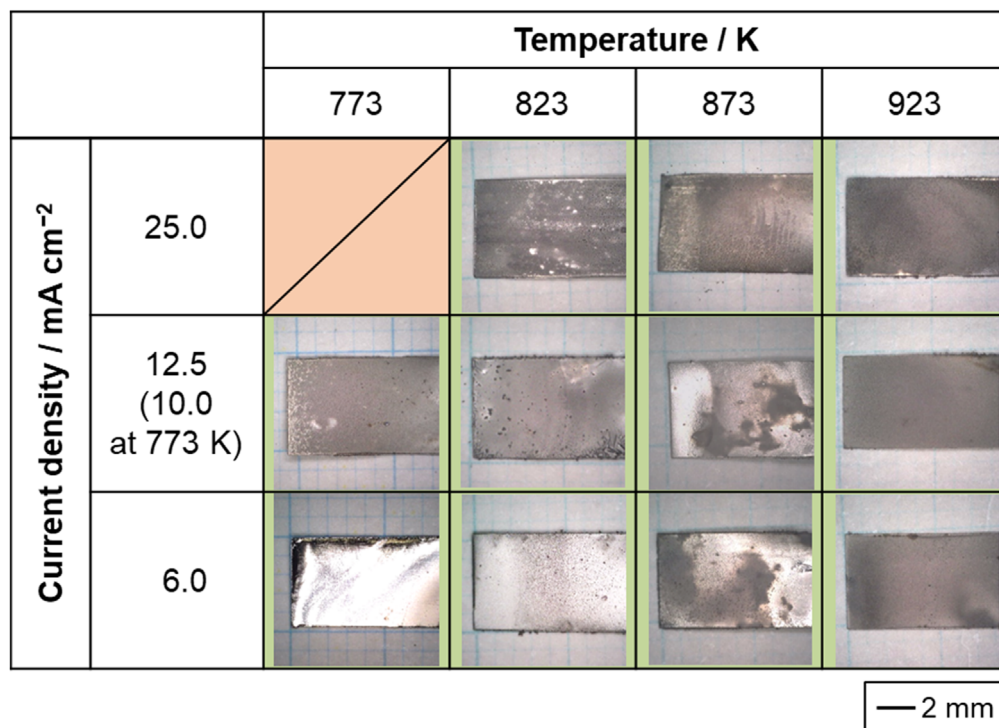 Temperature / K
773
823
873
923
Current density / mA cm⁻²
25.0
12.5
(10.0
at 773 K)
6.0
2 mm